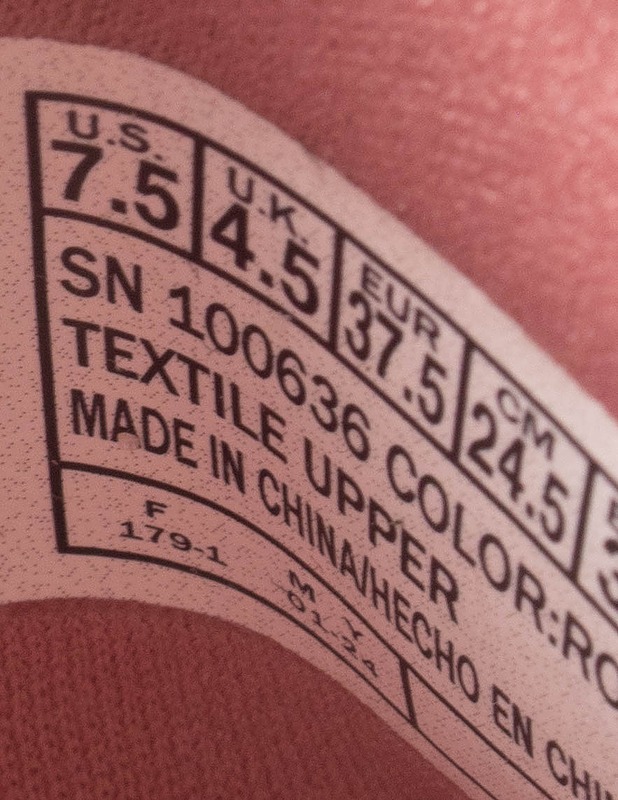 U.S. U.K. EUR CM
7.5 4.5 37.5 24.5
SN 100636 COLOR:RO
TEXTILE UPPER
MADE IN CHINA/HECHO EN CHI
F M Y
179-1 01-24